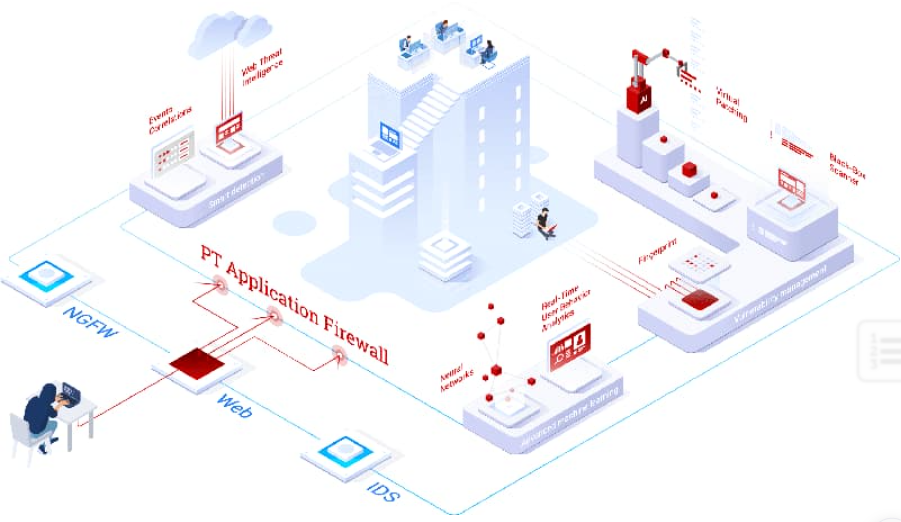 Web Threat
Intelligence
Events
Correlations
Smart detection
AI
Virtual
Patching
Black-Box
Scanner
Fingerprint
Vulnerability management
PT Application Firewall
Real-Time
User Behavior
Analytics
Neural
Networks
Advanced machine learning
NGFW
Web
IDS